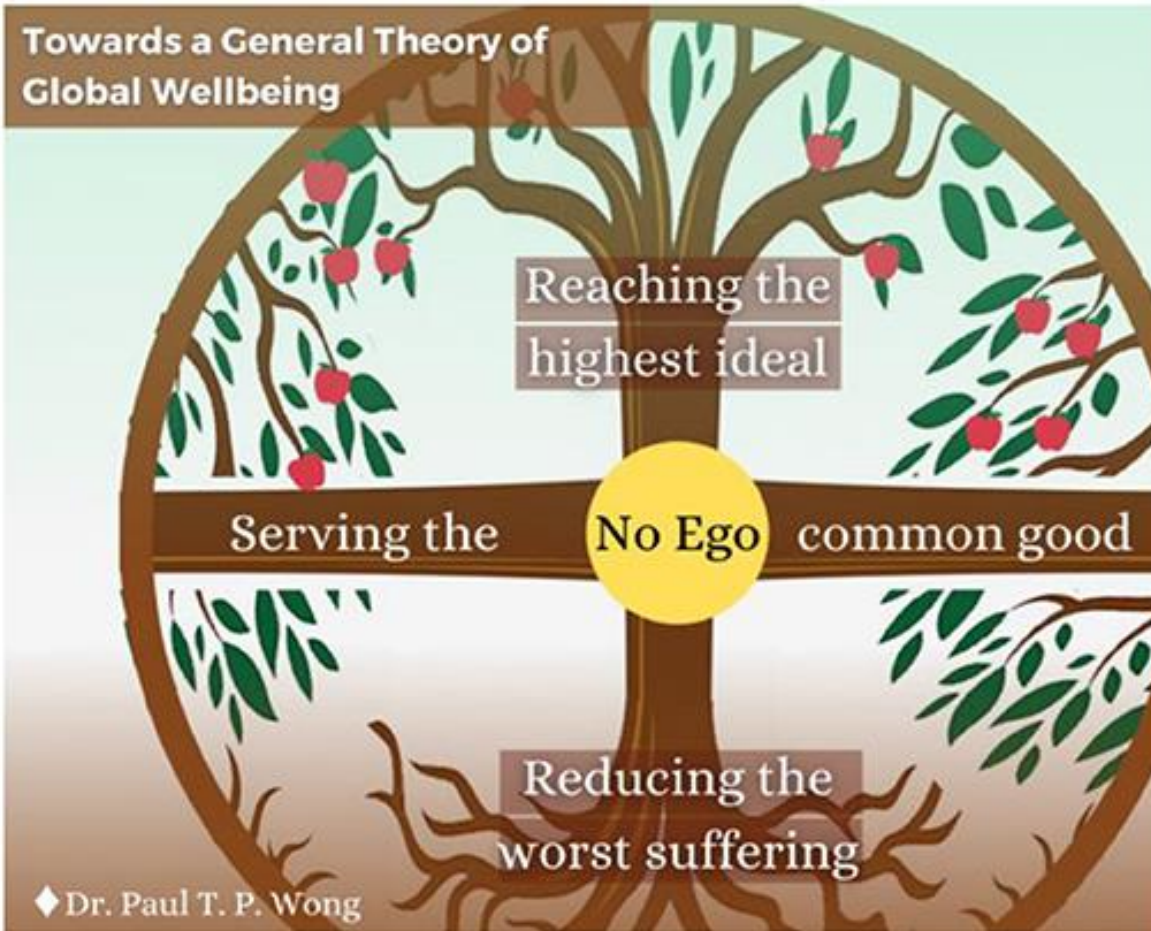 Towards a General Theory of
Global Wellbeing
Reaching the
highest ideal
Serving the No Ego common good
Reducing the
worst suffering
♦Dr. Paul T. P. Wong